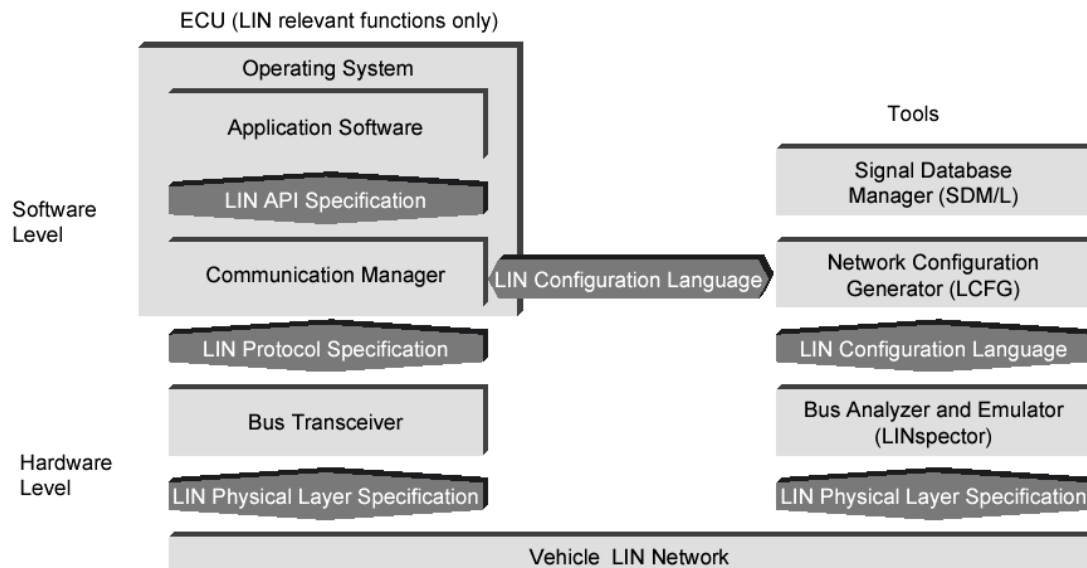 ECU (LIN relevant functions only)
Operating System
Application Software
LIN API Specification
Communication Manager
LIN Protocol Specification
Bus Transceiver
LIN Physical Layer Specification
Software
Level
Hardware
Level
LIN Configuration Language
Tools
Signal Database
Manager (SDM/L)
Network Configuration
Generator (LCFG)
LIN Configuration Language
Bus Analyzer and Emulator
(LINspector)
LIN Physical Layer Specification
Vehicle LIN Network